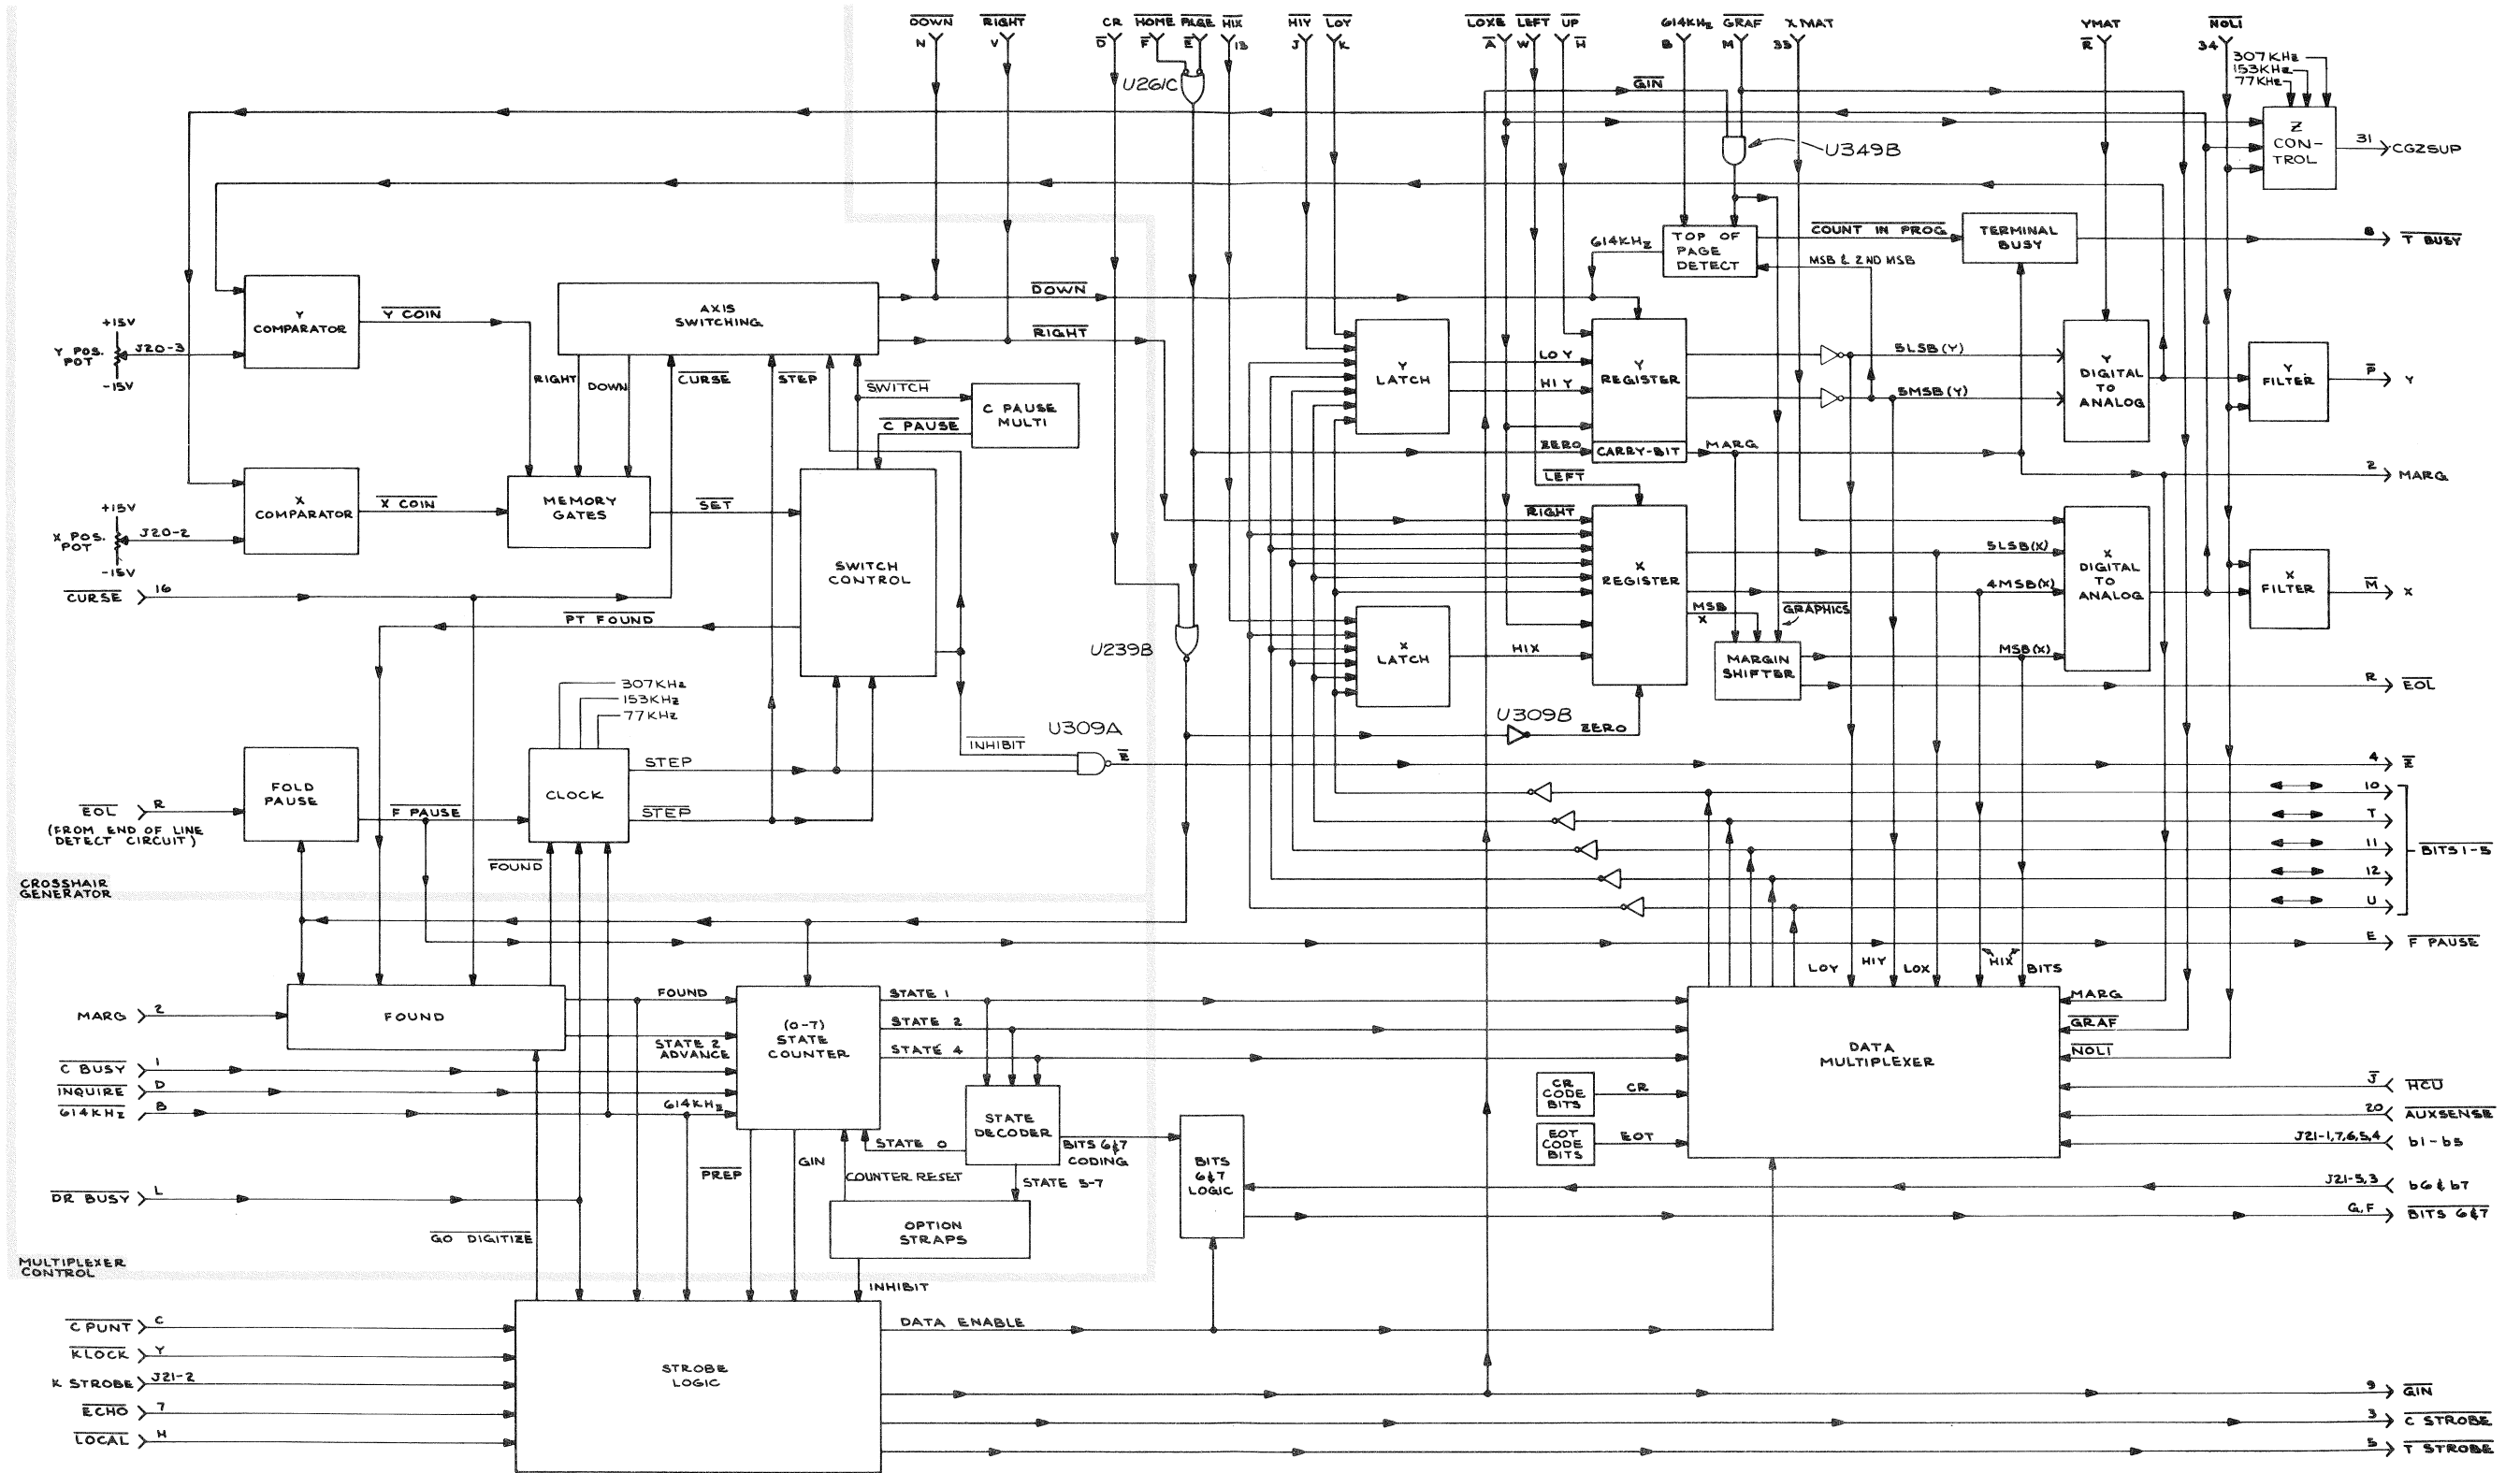 DOWN
RIGHT
CR
HOME
PAGE
HIX
HIY
LOY
LOXE
LEFT
UP
614KHz
GRAF
XMAT
YMAT
NOLI
N
V
D
F
E
13
J
K
A
W
H
B
M
33
R
34
307KHz
153KHz
77KHz
U261C
GIN
U349B
Z
CON-
TROL
31
CGZSUP
614KHz
TOP OF
PAGE
DETECT
COUNT IN PROG
MSB & 2ND MSB
TERMINAL
BUSY
8
T BUSY
+15V
Y POS.
POT
J20-3
-15V
Y
COMPARATOR
Y COIN
AXIS
SWITCHING
DOWN
RIGHT
RIGHT
DOWN
CURSE
STEP
SWITCH
C PAUSE
C PAUSE
MULTI
Y
LATCH
LO Y
HI Y
Y
REGISTER
5LSB(Y)
5MSB(Y)
Y
DIGITAL
TO
ANALOG
Y
FILTER
P
Y
ZERO
CARRY-BIT
MARG
2
MARG
+15V
X POS.
POT
J20-2
-15V
X
COMPARATOR
X COIN
MEMORY
GATES
SET
SWITCH
CONTROL
LEFT
RIGHT
X
REGISTER
5LSB(X)
4MSB(X)
MSB
X
GRAPHICS
X
DIGITAL
TO
ANALOG
X
FILTER
M
X
CURSE
16
PT FOUND
U239B
X
LATCH
HIX
MARGIN
SHIFTER
MSB(X)
R
EOL
307KHz
153KHz
77KHz
U309A
U309B
ZERO
INHIBIT
Z
4
Z
EOL
R
(FROM END OF LINE
DETECT CIRCUIT)
FOLD
PAUSE
F PAUSE
CLOCK
STEP
STEP
FOUND
10
T
11
12
U
BITS 1-5
CROSSHAIR
GENERATOR
E
F PAUSE
LOY
HIY
LOX
HIX
BITS
MARG
2
FOUND
FOUND
STATE 2
ADVANCE
(0-7)
STATE
COUNTER
STATE 1
STATE 2
STATE 4
DATA
MULTIPLEXER
MARG
GRAF
NOLI
C BUSY
1
INQUIRE
D
614KHz
B
614KHz
CR
CODE
BITS
CR
EOT
CODE
BITS
EOT
J
HCU
20
AUXSENSE
J21-1,7,6,5,4
b1-b5
STATE
DECODER
STATE 0
BITS 6&7
CODING
COUNTER RESET
STATE 5-7
BITS
6&7
LOGIC
J21-5,3
b6 & b7
G,F
BITS 6&7
PREP
GIN
DR BUSY
L
GO DIGITIZE
OPTION
STRAPS
MULTIPLEXER
CONTROL
INHIBIT
C PUNT
C
KLOCK
Y
K STROBE
J21-2
ECHO
7
LOCAL
H
STROBE
LOGIC
DATA ENABLE
9
GIN
3
C STROBE
5
T STROBE